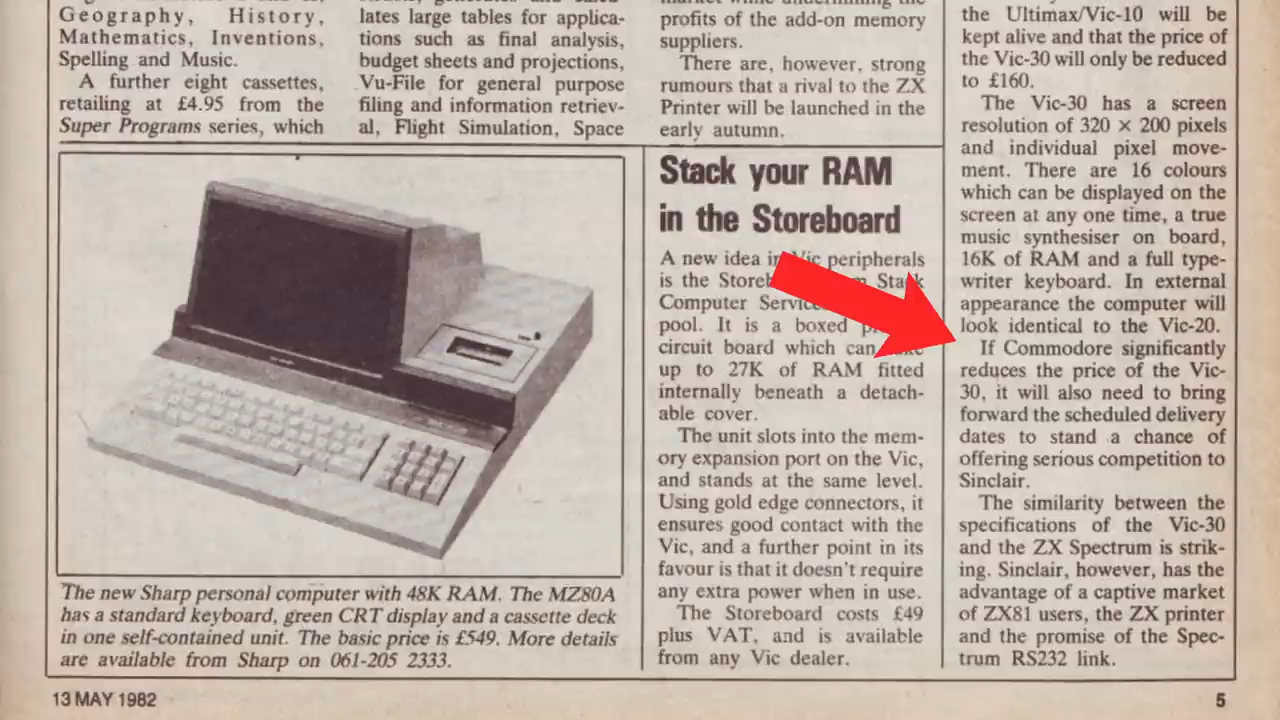 Geography, History,
Mathematics, Inventions,
Spelling and Music.
A further eight cassettes,
retailing at £4.95 from the
Super Programs series, which
lates large tables for applica-
tions such as final analysis,
budget sheets and projections,
Vu-File for general purpose
filing and information retriev-
al, Flight Simulation, Space
profits of the add-on memory
suppliers.
There are, however, strong
rumours that a rival to the ZX
Printer will be launched in the
early autumn.
The new Sharp personal computer with 48K RAM. The MZ80A
has a standard keyboard, green CRT display and a cassette deck
in one self-contained unit. The basic price is £549. More details
are available from Sharp on 061-205 2333.
Stack your RAM
in the Storeboard
A new idea in Vic peripherals
is the Stack
Computer
pool. It is a boxed
circuit board which can
up to 27K of RAM fitted
internally beneath a detach-
able cover.
The unit slots into the mem-
ory expansion port on the Vic,
and stands at the same level.
Using gold edge connectors, it
ensures good contact with the
Vic, and a further point in its
favour is that it doesn't require
any extra power when in use.
The Storeboard costs £49
plus VAT, and is available
from any Vic dealer.
the Ultimax/Vic-10 will be
kept alive and that the price of
the Vic-30 will only be reduced
to £160.
The Vic-30 has a screen
resolution of 320 × 200 pixels
and individual pixel move-
ment. There are 16 colours
which can be displayed on the
screen at any one time, a true
music synthesiser on board,
16K of RAM and a full type-
writer keyboard. In external
appearance the computer will
look identical to the Vic-20.
If Commodore significantly
reduces the price of the Vic-
30, it will also need to bring
forward the scheduled delivery
dates to stand a chance of
offering serious competition to
Sinclair.
The similarity between the
specifications of the Vic-30
and the ZX Spectrum is strik-
ing. Sinclair, however, has the
advantage of a captive market
of ZX81 users, the ZX printer
and the promise of the Spec-
trum RS232 link.
13 MAY 1982
5